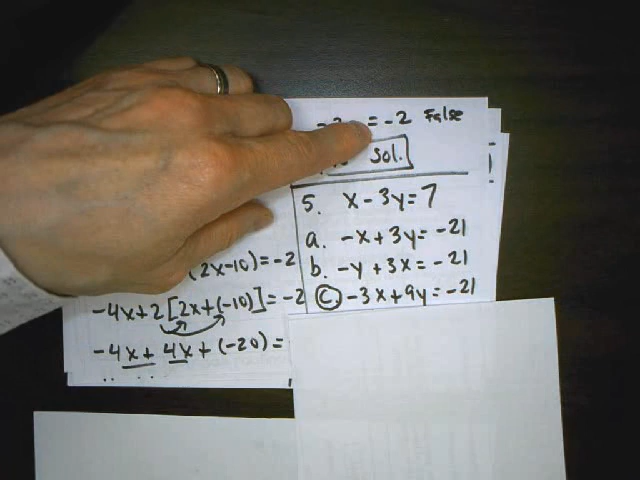 = -2 False
Sol.
5. x - 3y = 7
a. -x + 3y = -21
b. -y + 3x = -21
c. -3x + 9y = -21
(2x-10) = -2
-4x + 2[2x + (-10)] = -2
-4x + 4x + (-20) =